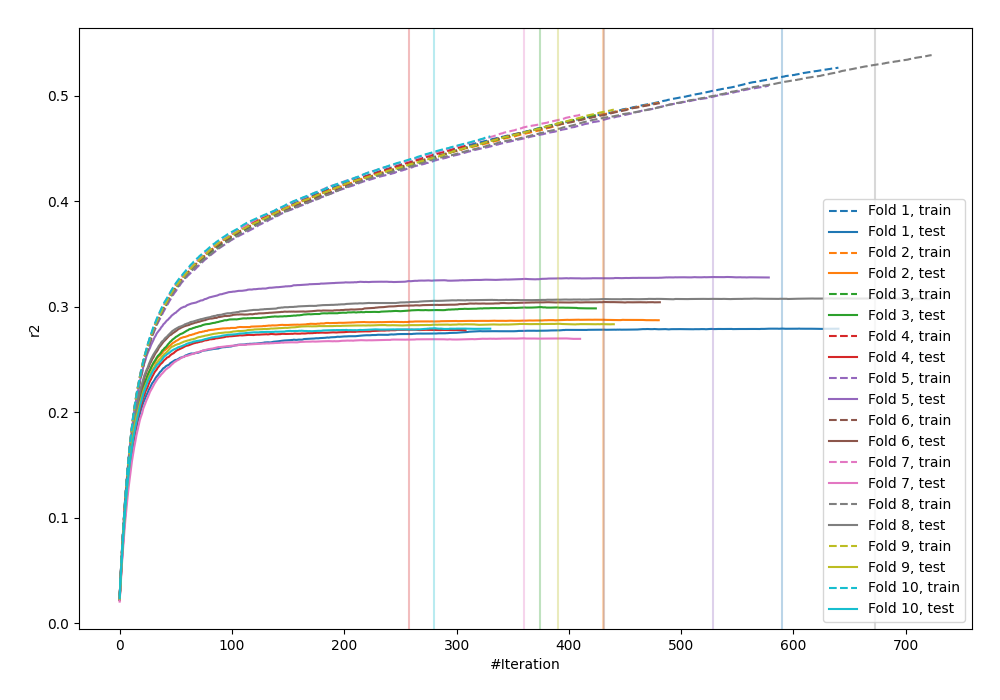 r2
0.5
0.4
0.3
0.2
0.1
0.0
0
100
200
300
400
500
600
700
#Iteration
Fold 1, train
Fold 1, test
Fold 2, train
Fold 2, test
Fold 3, train
Fold 3, test
Fold 4, train
Fold 4, test
Fold 5, train
Fold 5, test
Fold 6, train
Fold 6, test
Fold 7, train
Fold 7, test
Fold 8, train
Fold 8, test
Fold 9, train
Fold 9, test
Fold 10, train
Fold 10, test